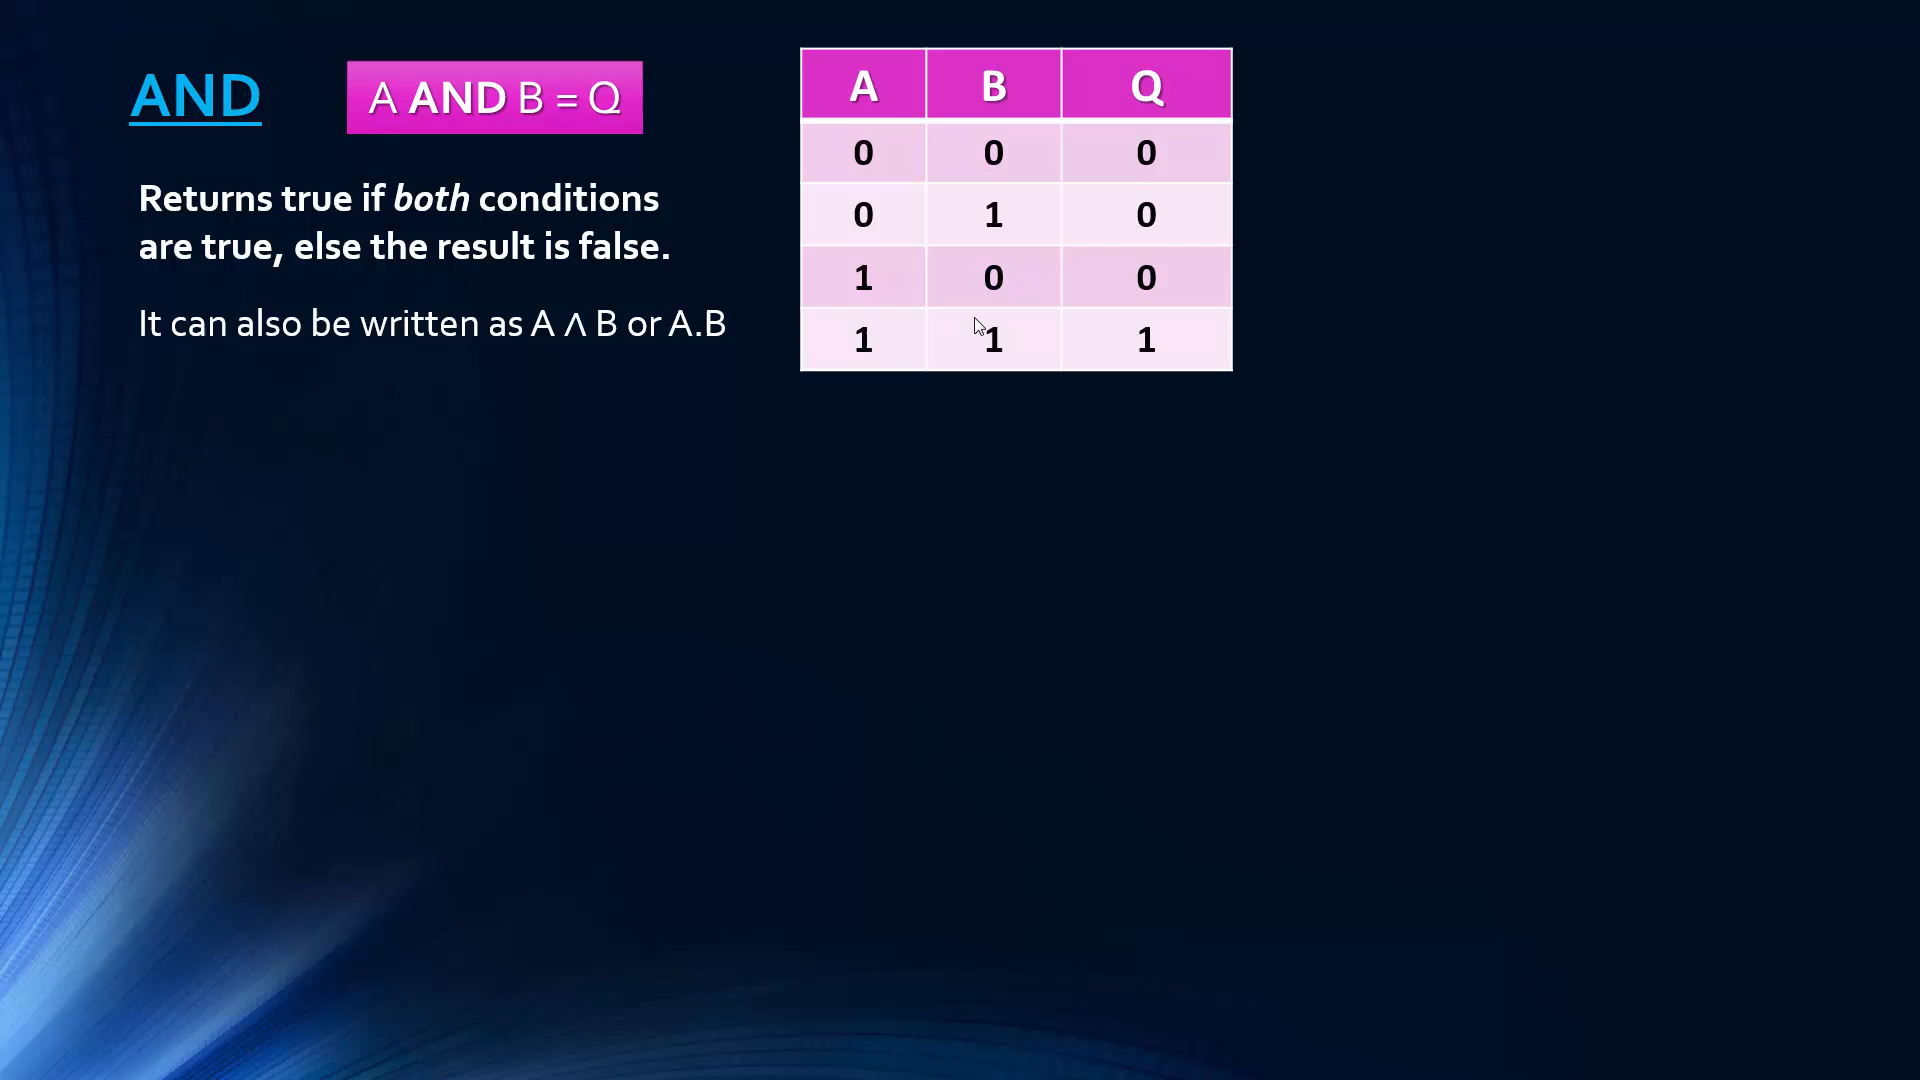 AND
A AND B = Q
Returns true if both conditions
are true, else the result is false.
It can also be written as A ∧ B or A.B
A B Q
0 0 0
0 1 0
1 0 0
1 1 1